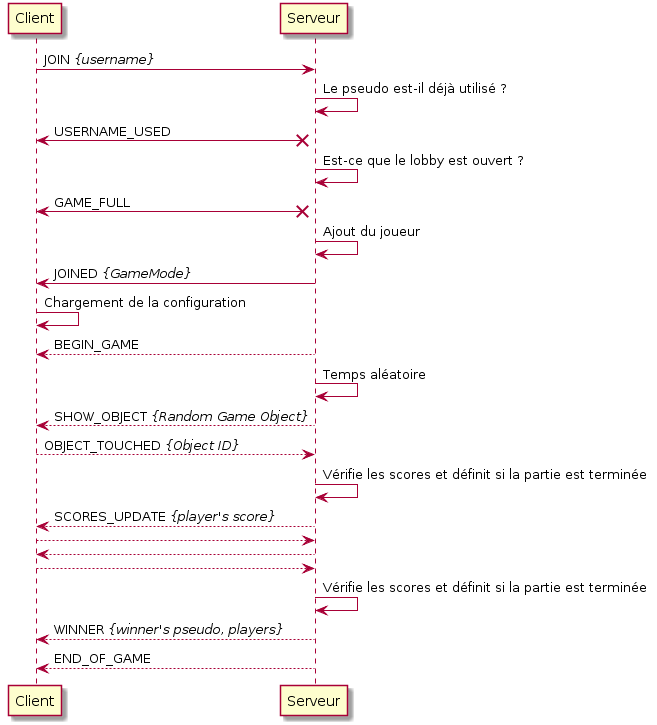 Client
Serveur
JOIN {username}
Le pseudo est-il déjà utilisé ?
USERNAME_USED
Est-ce que le lobby est ouvert ?
GAME_FULL
Ajout du joueur
JOINED {GameMode}
Chargement de la configuration
BEGIN_GAME
Temps aléatoire
SHOW_OBJECT {Random Game Object}
OBJECT_TOUCHED {Object ID}
Vérifie les scores et définit si la partie est terminée
SCORES_UPDATE {player's score}
Vérifie les scores et définit si la partie est terminée
WINNER {winner's pseudo, players}
END_OF_GAME
Client
Serveur